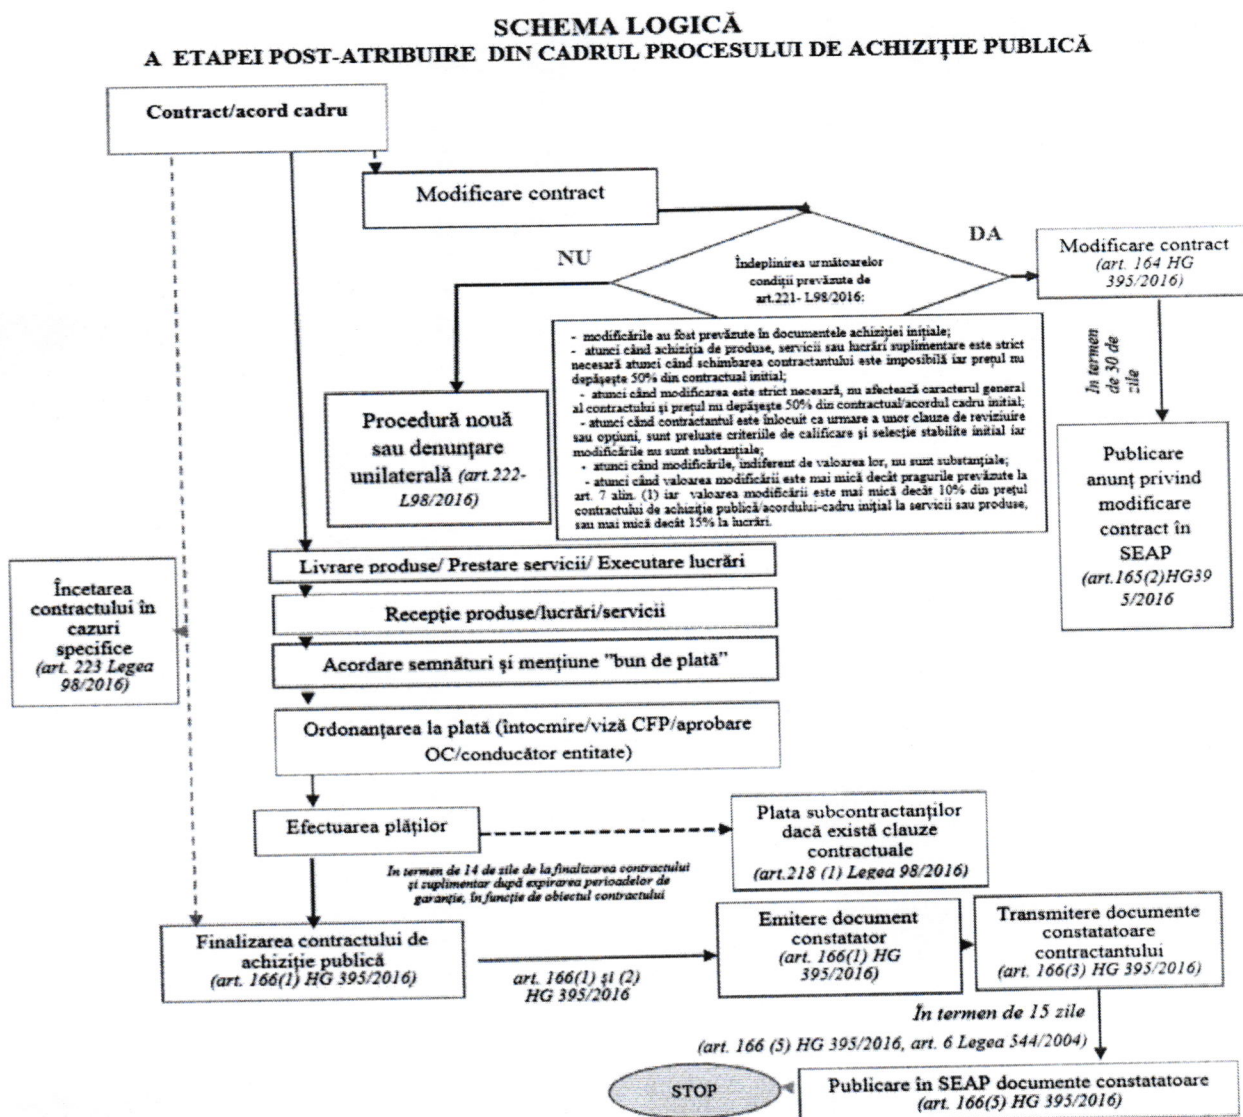 SCHEMA LOGICĂ
A ETAPEI POST-ATRIBUIRE DIN CADRUL PROCESULUI DE ACHIZIȚIE PUBLICĂ
Contract/acord cadru
Modificare contract
NU
DA
Îndeplinirea următoarelor
condiții prevăzute de
art.221- L98/2016:
Modificare contract
(art. 164 HG
395/2016)
- modificările au fost prevăzute în documentele achiziției inițiale;
- atunci când achiziția de produse, servicii sau lucrări suplimentare este strict
necesară atunci când schimbarea contractantului este imposibilă iar prețul nu
depășește 50% din contractual initial;
- atunci când modificarea este strict necesară, nu afectează caracterul general
al contractului și prețul nu depășește 50% din contractual/acordul cadru initial;
- atunci când contractantul este înlocuit ca urmare a unor clauze de reviziuire
sau opțiuni, sunt preluate criteriile de calificare și selecție stabilite initial iar
modificările nu sunt substanțiale;
- atunci când modificările, indiferent de valoarea lor, nu sunt substanțiale;
- atunci când valoarea modificării este mai mică decât pragurile prevăzute la
art. 7 alin. (1) iar valoarea modificării este mai mică decât 10% din prețul
contractului de achiziție publică/acordului-cadru inițial la servicii sau produse,
sau mai mică decât 15% la lucrări.
In termen
de 30 de
zile
Procedură nouă
sau denunțare
unilaterală (art.222-
L98/2016)
Publicare
anunț privind
modificare
contract în
SEAP
(art.165(2)HG39
5/2016
Livrare produse/ Prestare servicii/ Executare lucrări
Încetarea
contractului în
cazuri
specifice
(art. 223 Legea
98/2016)
Recepție produse/lucrări/servicii
Acordare semnături și mențiune ”bun de plată”
Ordonanțarea la plată (întocmire/viză CFP/aprobare
OC/conducător entitate)
Efectuarea plăților
Plata subcontractanților
dacă există clauze
contractuale
(art.218 (1) Legea 98/2016)
In termen de 14 de zile de la finalizarea contractului
și suplimentar după expirarea perioadelor de
garanție, în funcție de obiectul contractului
Finalizarea contractului de
achiziție publică
(art. 166(1) HG 395/2016)
art. 166(1) și (2)
HG 395/2016
Emitere document
constatator
(art. 166(1) HG
395/2016)
Transmitere documente
constatatoare
contractantului
(art. 166(3) HG 395/2016)
În termen de 15 zile
(art. 166 (5) HG 395/2016, art. 6 Legea 544/2004)
STOP
Publicare în SEAP documente constatatoare
(art. 166(5) HG 395/2016)